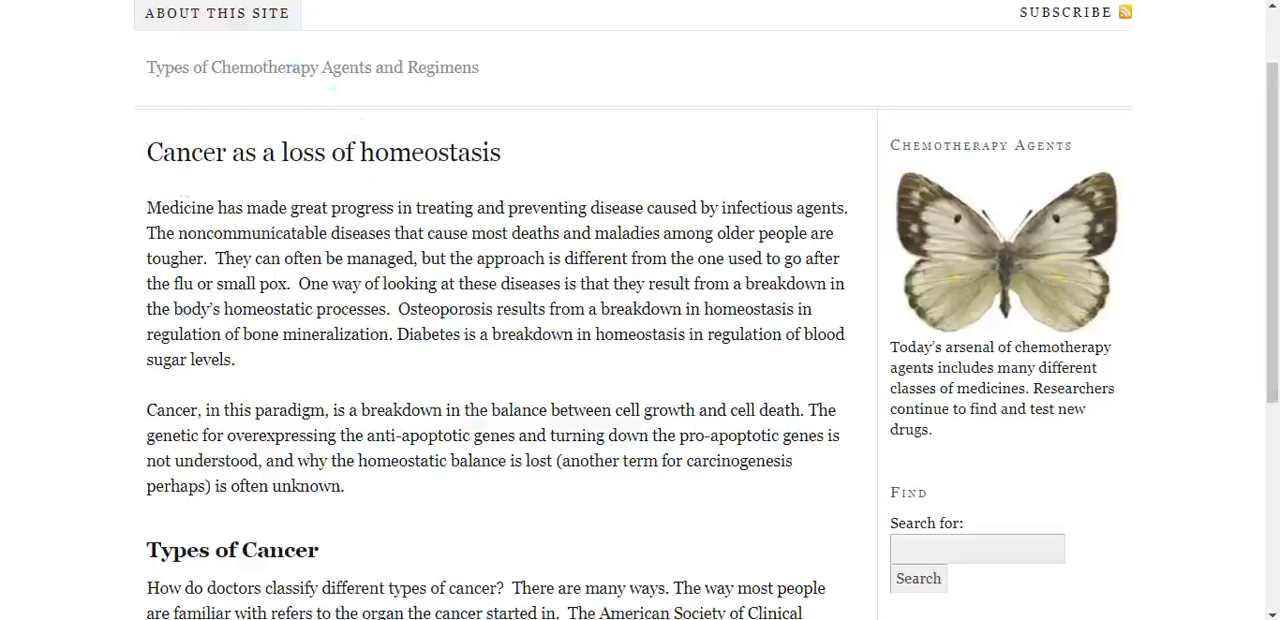 ABOUT THIS SITE
SUBSCRIBE
Types of Chemotherapy Agents and Regimens
Cancer as a loss of homeostasis
Medicine has made great progress in treating and preventing disease caused by infectious agents.
The noncommunicatable diseases that cause most deaths and maladies among older people are
tougher.  They can often be managed, but the approach is different from the one used to go after
the flu or small pox.  One way of looking at these diseases is that they result from a breakdown in
the body's homeostatic processes.  Osteoporosis results from a breakdown in homeostasis in
regulation of bone mineralization. Diabetes is a breakdown in homeostasis in regulation of blood
sugar levels.
Cancer, in this paradigm, is a breakdown in the balance between cell growth and cell death. The
genetic for overexpressing the anti-apoptotic genes and turning down the pro-apoptotic genes is
not understood, and why the homeostatic balance is lost (another term for carcinogenesis
perhaps) is often unknown.
Types of Cancer
How do doctors classify different types of cancer?  There are many ways. The way most people
are familiar with refers to the organ the cancer started in.  The American Society of Clinical
CHEMOTHERAPY AGENTS
Today's arsenal of chemotherapy
agents includes many different
classes of medicines. Researchers
continue to find and test new
drugs.
FIND
Search for:
Search